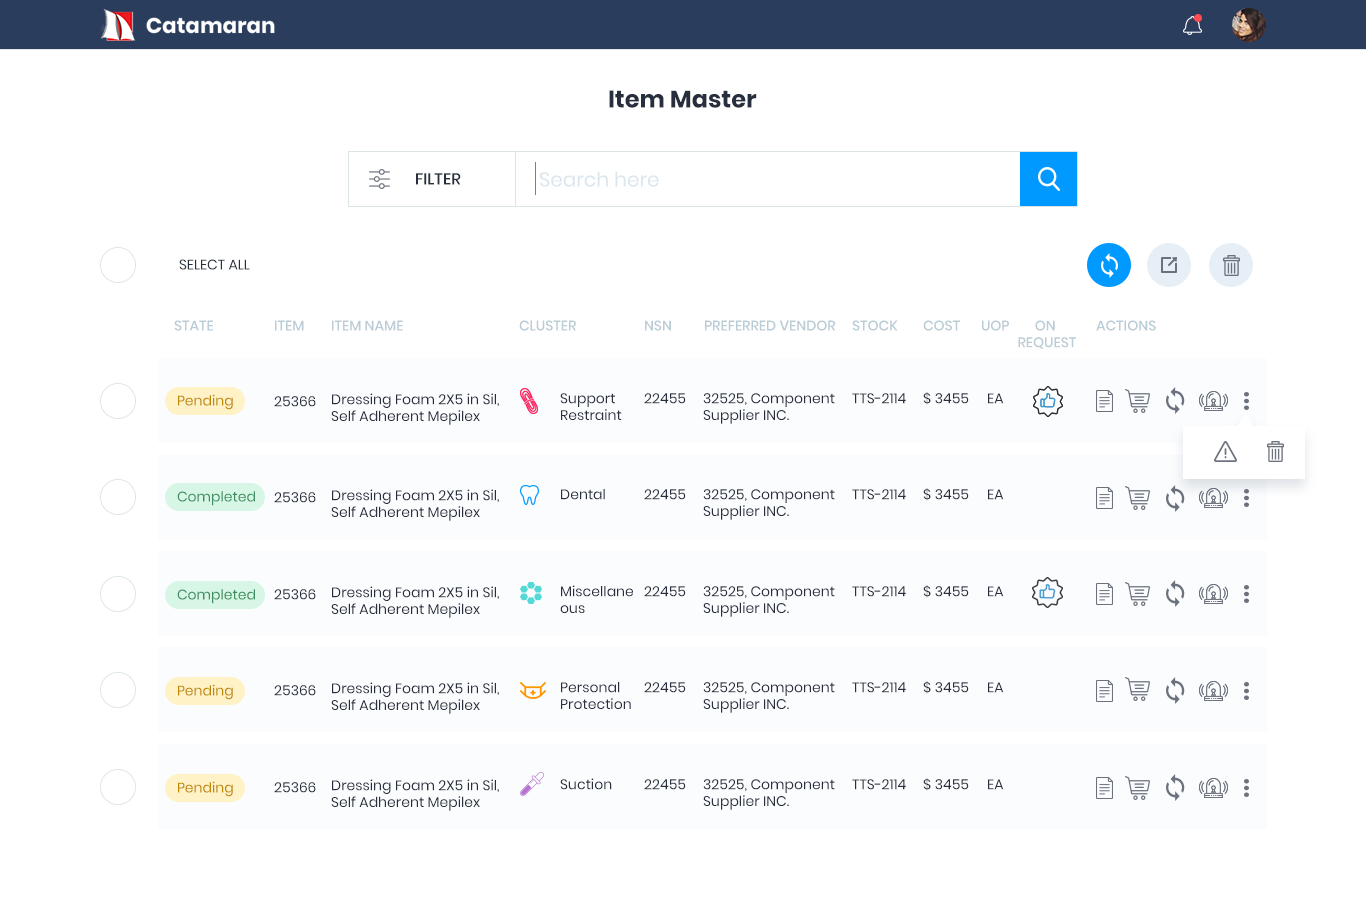 Catamaran
Item Master
FILTER
Search here
SELECT ALL
STATE ITEM ITEM NAME CLUSTER NSN PREFERRED VENDOR STOCK COST UOP ON ACTIONS
REQUEST
Pending 25366 Dressing Foam 2X5 in Sil, Support 22455 32525, Component TTS-2114 $ 3455 EA
Self Adherent Mepilex Restraint Supplier INC.
Completed 25366 Dressing Foam 2X5 in Sil, Dental 22455 32525, Component TTS-2114 $ 3455 EA
Self Adherent Mepilex Supplier INC.
Completed 25366 Dressing Foam 2X5 in Sil, Miscellane 22455 32525, Component TTS-2114 $ 3455 EA
Self Adherent Mepilex ous Supplier INC.
Pending 25366 Dressing Foam 2X5 in Sil, Personal 22455 32525, Component TTS-2114 $ 3455 EA
Self Adherent Mepilex Protection Supplier INC.
Pending 25366 Dressing Foam 2X5 in Sil, Suction 22455 32525, Component TTS-2114 $ 3455 EA
Self Adherent Mepilex Supplier INC.